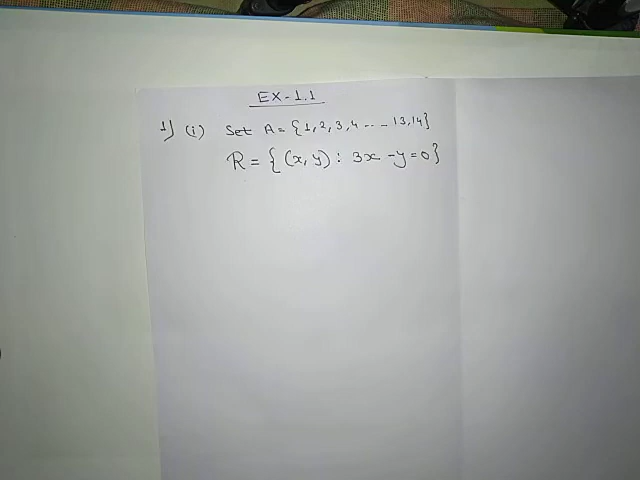 EX-1.1
1) (i) Set A = {1,2,3,4 ---- 13,14}
R = { (x, y) : 3x - y = 0}